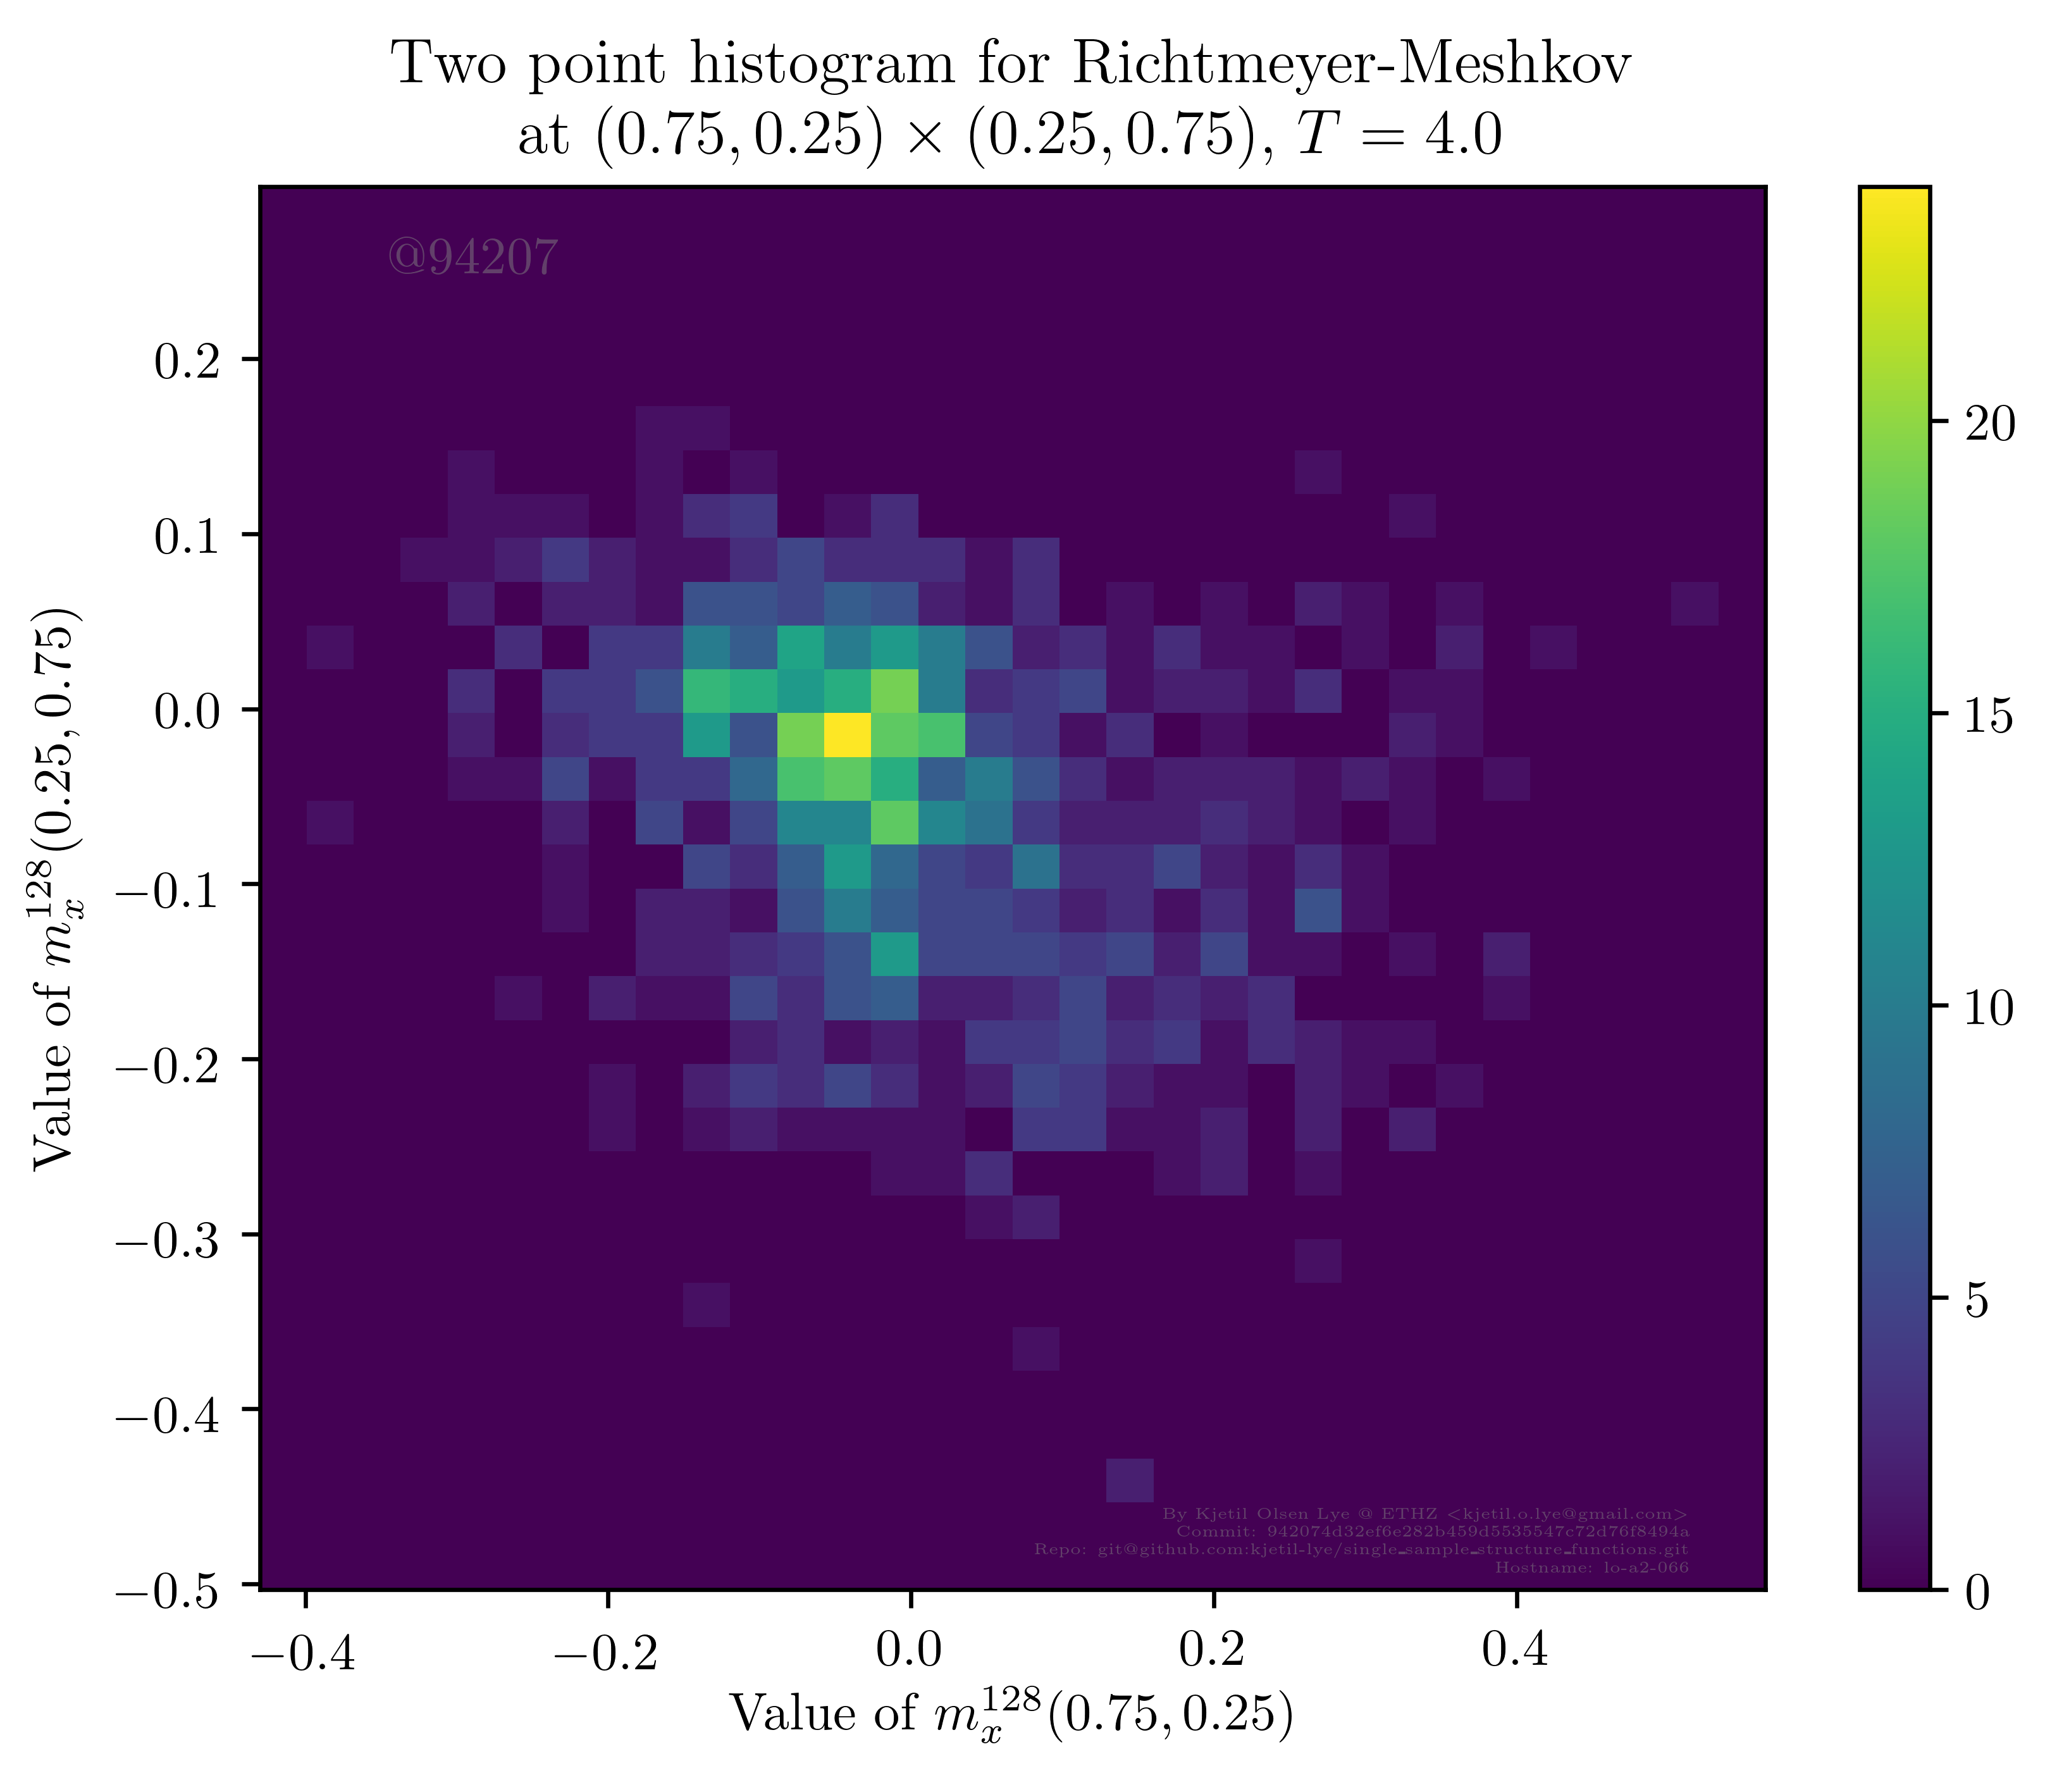 Two point histogram for Richtmeyer-Meshkov
at (0.75, 0.25) × (0.25, 0.75), T = 4.0
@94207
0.2
0.1
0.0
−0.1
−0.2
−0.3
−0.4
−0.5
Value of m_x^128(0.25, 0.75)
−0.4
−0.2
0.0
0.2
0.4
Value of m_x^128(0.75, 0.25)
20
15
10
5
0
By Kjetil Olsen Lye @ ETHZ <kjetil.o.lye@gmail.com>
Commit: 942074d32ef6e282b459d5535547c72d76f8494a
Repo: git@github.com:kjetil-lye/single_sample_structure_functions.git
Hostname: lo-a2-066